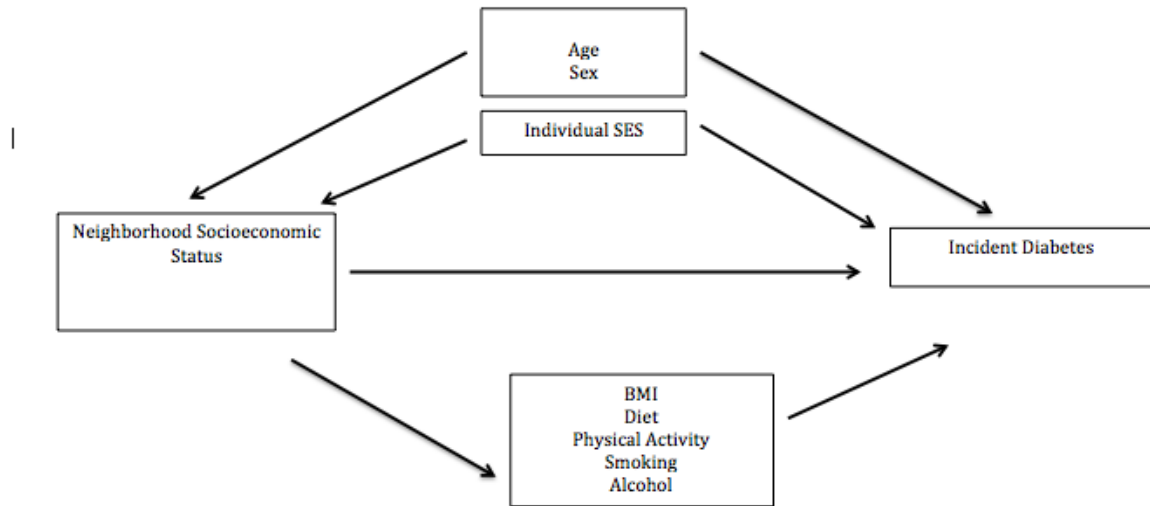 Age
Sex
Individual SES
Neighborhood Socioeconomic
Status
Incident Diabetes
BMI
Diet
Physical Activity
Smoking
Alcohol